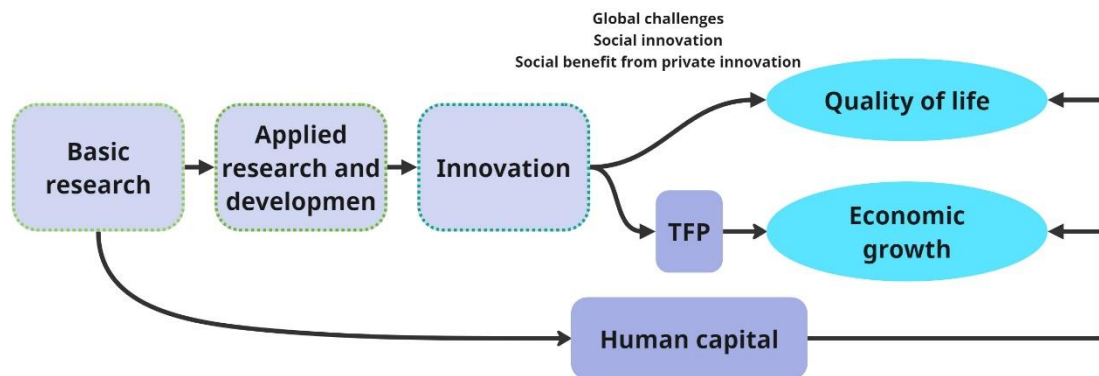 Global challenges
Social innovation
Social benefit from private innovation
Quality of life
Basic
research
Applied
research and
developmen
Innovation
TFP
Economic
growth
Human capital